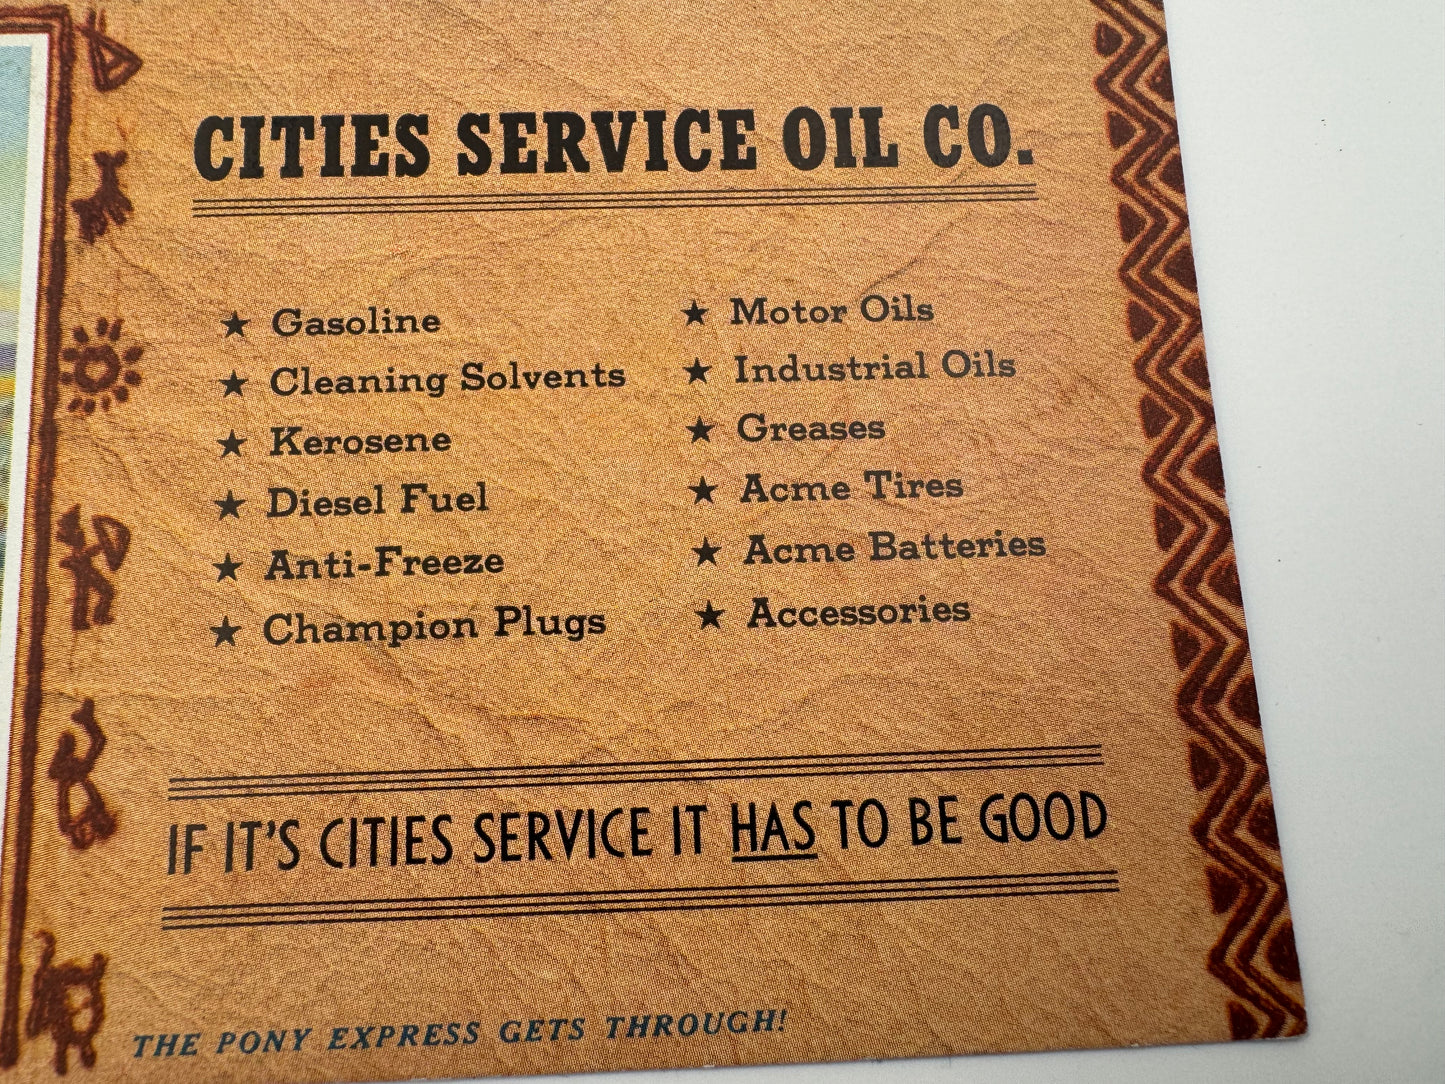 CITIES SERVICE OIL CO.
★ Gasoline
★ Cleaning Solvents
★ Kerosene
★ Diesel Fuel
★ Anti-Freeze
★ Champion Plugs
★ Motor Oils
★ Industrial Oils
★ Greases
★ Acme Tires
★ Acme Batteries
★ Accessories
IF IT'S CITIES SERVICE IT HAS TO BE GOOD
THE PONY EXPRESS GETS THROUGH!